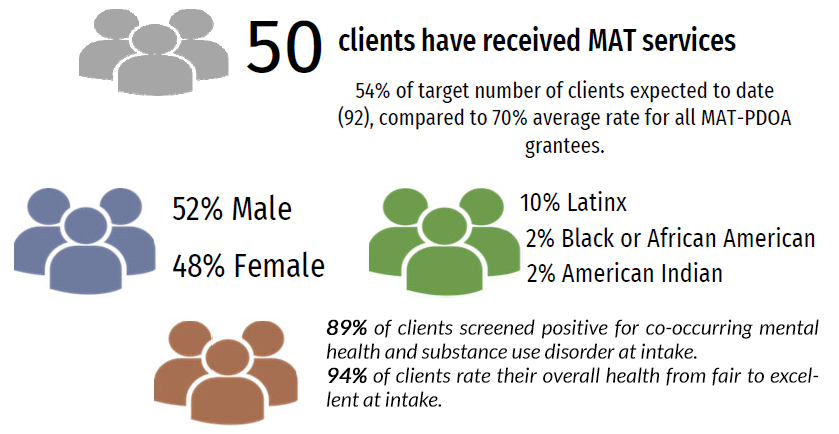 50 clients have received MAT services
54% of target number of clients expected to date
(92), compared to 70% average rate for all MAT-PDOA
grantees.
52% Male
48% Female
10% Latinx
2% Black or African American
2% American Indian
89% of clients screened positive for co-occurring mental
health and substance use disorder at intake.
94% of clients rate their overall health from fair to excel-
lent at intake.